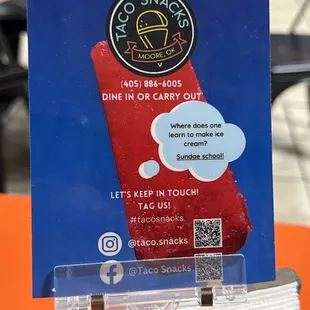 TACO SNACKS
MOORE, OK
(405) 886-6005
DINE IN OR CARRY OUT
Where does one
learn to make ice
cream?
Sundae school!
LET'S KEEP IN TOUCH!
TAG US!
#tacosnacks
@taco.snacks
@Taco Snacks